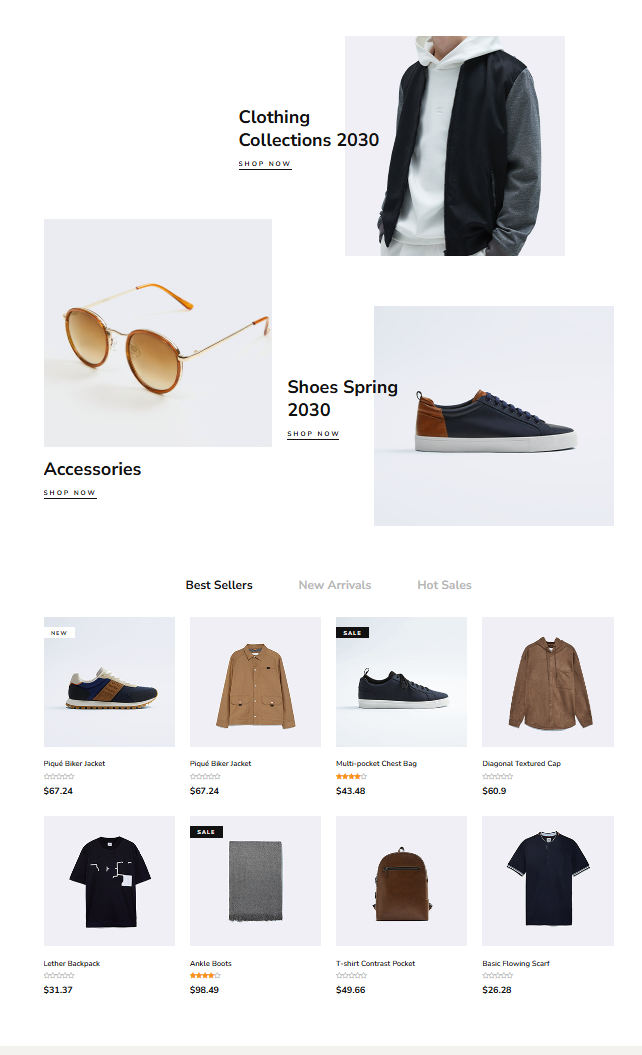 Clothing
Collections 2030
SHOP NOW
Shoes Spring
2030
SHOP NOW
Accessories
SHOP NOW
Best Sellers
New Arrivals
Hot Sales
NEW
SALE
Piqué Biker Jacket
Piqué Biker Jacket
Multi-pocket Chest Bag
Diagonal Textured Cap
$67.24
$67.24
$43.48
$60.9
SALE
Lether Backpack
Ankle Boots
T-shirt Contrast Pocket
Basic Flowing Scarf
$31.37
$98.49
$49.66
$26.28